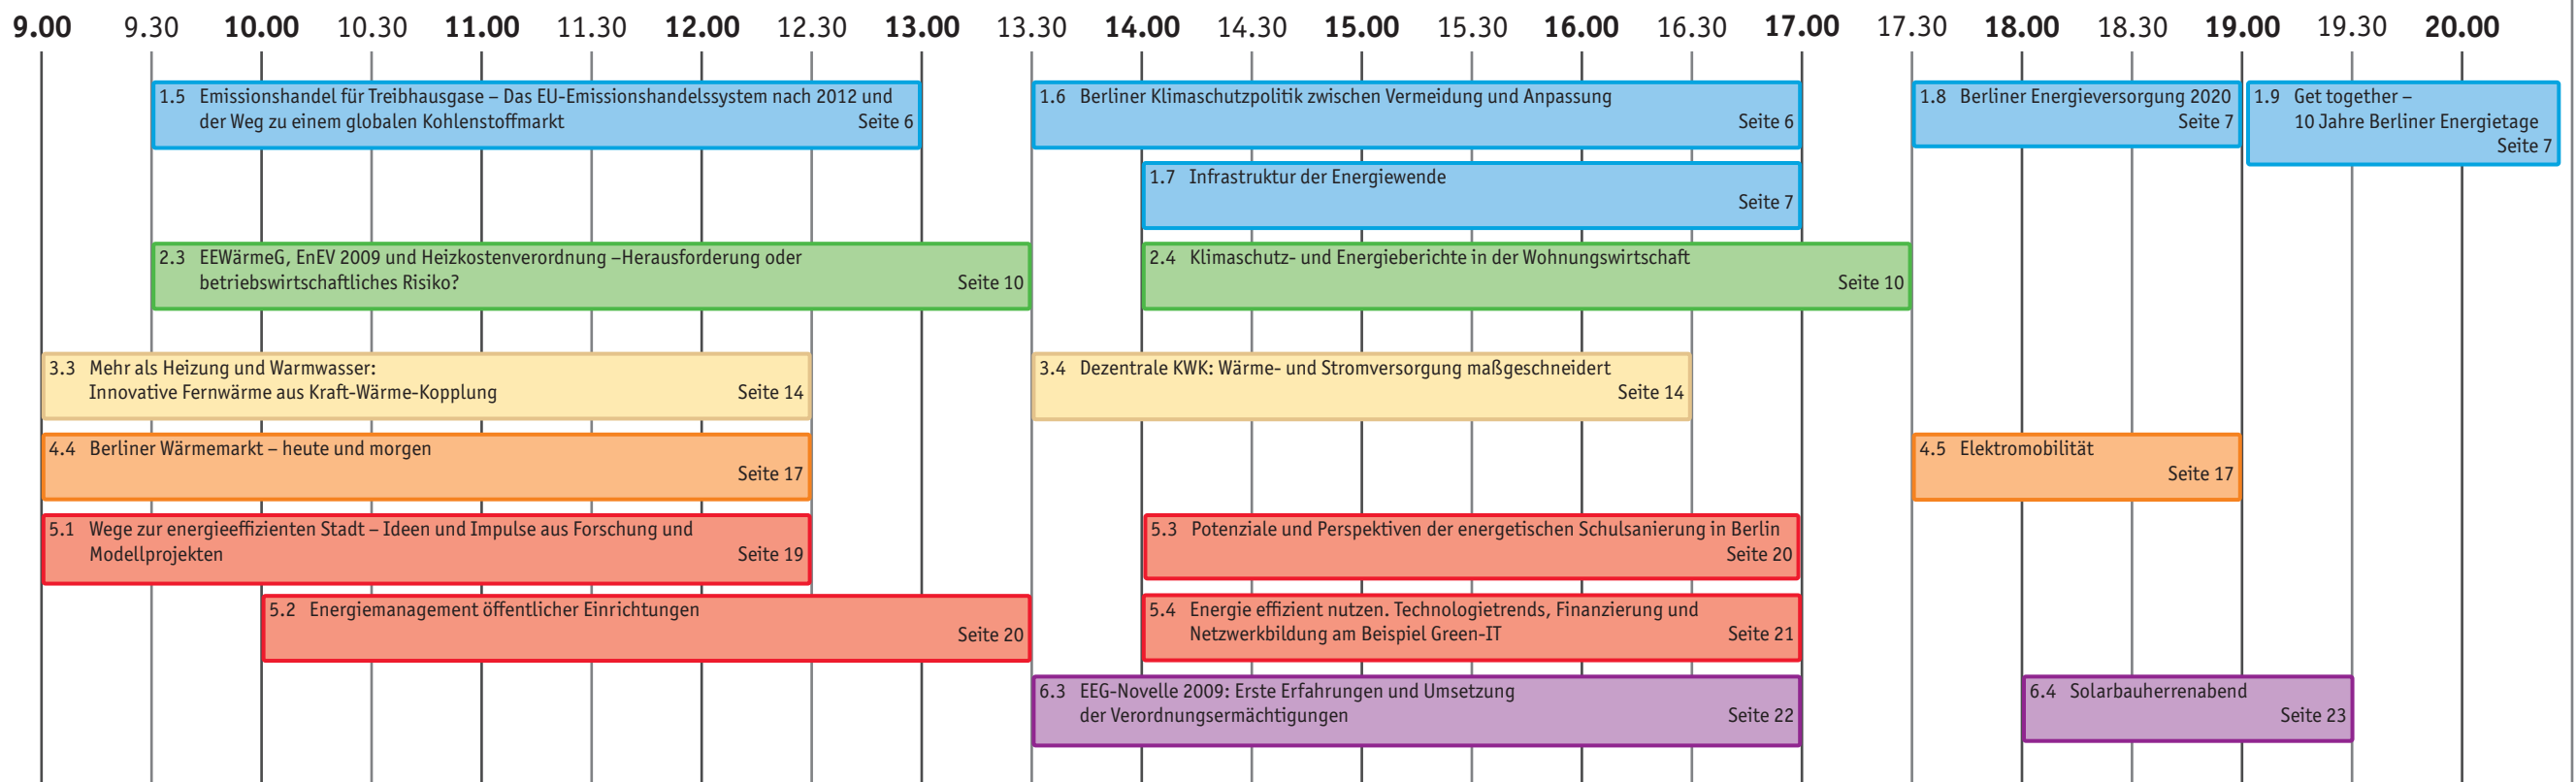 9.00 9.30 10.00 10.30 11.00 11.30 12.00 12.30 13.00 13.30 14.00 14.30 15.00 15.30 16.00 16.30 17.00 17.30 18.00 18.30 19.00 19.30 20.00
1.5 Emissionshandel für Treibhausgase – Das EU-Emissionshandelssystem nach 2012 und
der Weg zu einem globalen Kohlenstoffmarkt Seite 6
1.6 Berliner Klimaschutzpolitik zwischen Vermeidung und Anpassung
Seite 6
1.8 Berliner Energieversorgung 2020
Seite 7
1.9 Get together –
10 Jahre Berliner Energietage
Seite 7
1.7 Infrastruktur der Energiewende
Seite 7
2.3 EEWärmeG, EnEV 2009 und Heizkostenverordnung –Herausforderung oder
betriebswirtschaftliches Risiko? Seite 10
2.4 Klimaschutz- und Energieberichte in der Wohnungswirtschaft
Seite 10
3.3 Mehr als Heizung und Warmwasser:
Innovative Fernwärme aus Kraft-Wärme-Kopplung Seite 14
3.4 Dezentrale KWK: Wärme- und Stromversorgung maßgeschneidert
Seite 14
4.4 Berliner Wärmemarkt – heute und morgen
Seite 17
4.5 Elektromobilität
Seite 17
5.1 Wege zur energieeffizienten Stadt – Ideen und Impulse aus Forschung und
Modellprojekten Seite 19
5.3 Potenziale und Perspektiven der energetischen Schulsanierung in Berlin
Seite 20
5.2 Energiemanagement öffentlicher Einrichtungen
Seite 20
5.4 Energie effizient nutzen. Technologietrends, Finanzierung und
Netzwerkbildung am Beispiel Green-IT Seite 21
6.3 EEG-Novelle 2009: Erste Erfahrungen und Umsetzung
der Verordnungsermächtigungen Seite 22
6.4 Solarbauherrenabend
Seite 23